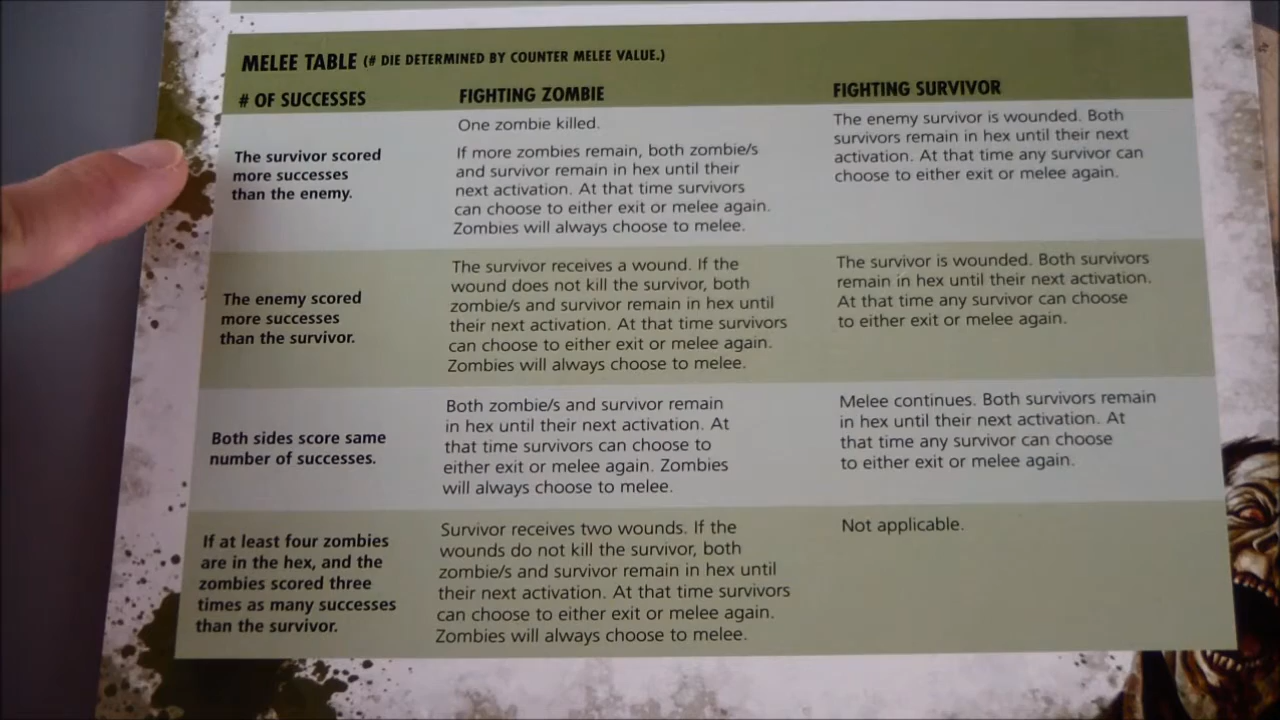 MELEE TABLE (# DIE DETERMINED BY COUNTER MELEE VALUE.)
# OF SUCCESSES
FIGHTING ZOMBIE
FIGHTING SURVIVOR
The survivor scored
more successes
than the enemy.
One zombie killed.
If more zombies remain, both zombie/s
and survivor remain in hex until their
next activation. At that time survivors
can choose to either exit or melee again.
Zombies will always choose to melee.
The enemy survivor is wounded. Both
survivors remain in hex until their next
activation. At that time any survivor can
choose to either exit or melee again.
The enemy scored
more successes
than the survivor.
The survivor receives a wound. If the
wound does not kill the survivor, both
zombie/s and survivor remain in hex until
their next activation. At that time survivors
can choose to either exit or melee again.
Zombies will always choose to melee.
The survivor is wounded. Both survivors
remain in hex until their next activation.
At that time any survivor can choose
to either exit or melee again.
Both sides score same
number of successes.
Both zombie/s and survivor remain
in hex until their next activation. At
that time survivors can choose to
either exit or melee again. Zombies
will always choose to melee.
Melee continues. Both survivors remain
in hex until their next activation. At
that time any survivor can choose
to either exit or melee again.
If at least four zombies
are in the hex, and the
zombies scored three
times as many successes
than the survivor.
Survivor receives two wounds. If the
wounds do not kill the survivor, both
zombie/s and survivor remain in hex until
their next activation. At that time survivors
can choose to either exit or melee again.
Zombies will always choose to melee.
Not applicable.